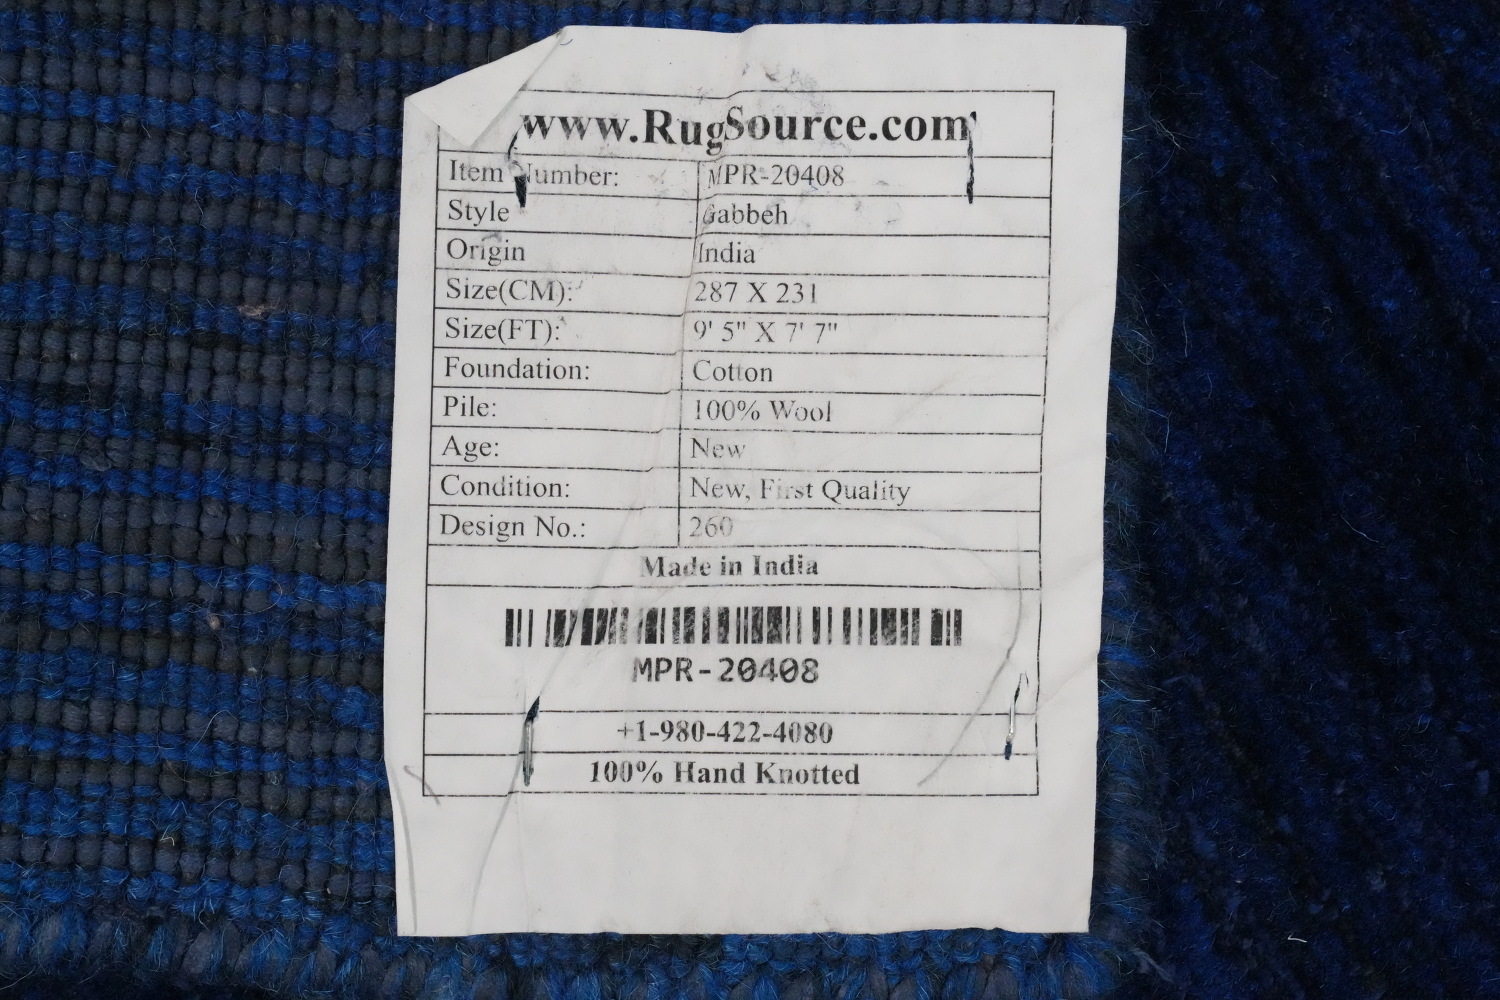 www.RugSource.com
Item Number: MPR-20408
Style Gabbeh
Origin India
Size(CM): 287 X 231
Size(FT): 9' 5" X 7' 7"
Foundation: Cotton
Pile: 100% Wool
Age: New
Condition: New, First Quality
Design No.: 260
Made in India
MPR-20408
+1-980-422-4080
100% Hand Knotted